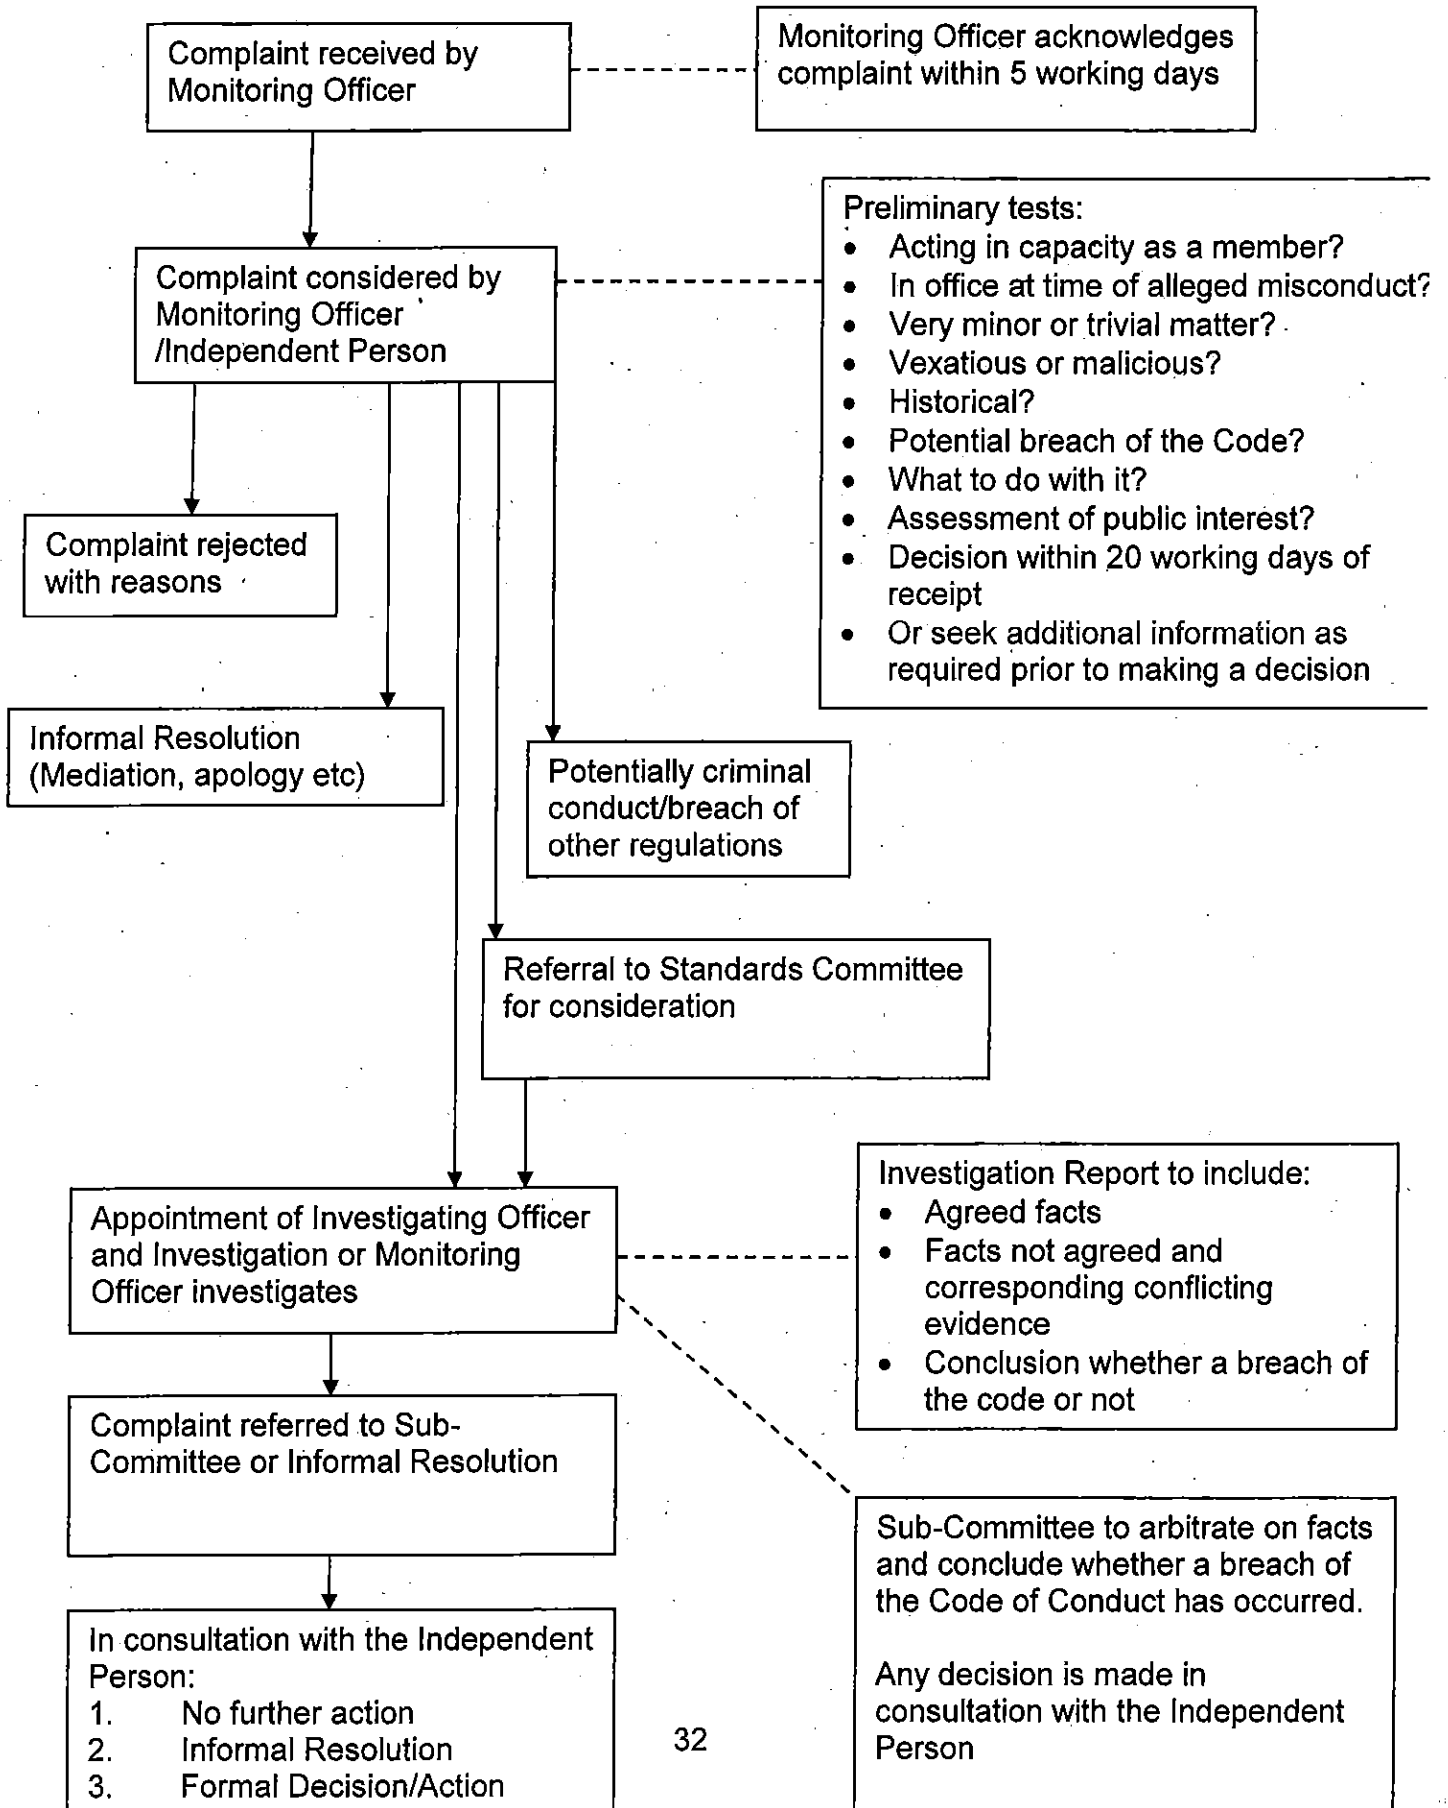 Complaint received by
Monitoring Officer
Monitoring Officer acknowledges
complaint within 5 working days
Complaint considered by
Monitoring Officer
/Independent Person
Preliminary tests:
• Acting in capacity as a member?
• In office at time of alleged misconduct?
• Very minor or trivial matter?
• Vexatious or malicious?
• Historical?
• Potential breach of the Code?
• What to do with it?
• Assessment of public interest?
• Decision within 20 working days of
receipt
• Or seek additional information as
required prior to making a decision
Complaint rejected
with reasons
Informal Resolution
(Mediation, apology etc)
Potentially criminal
conduct/breach of
other regulations
Referral to Standards Committee
for consideration
Appointment of Investigating Officer
and Investigation or Monitoring
Officer investigates
Investigation Report to include:
• Agreed facts
• Facts not agreed and
corresponding conflicting
evidence
• Conclusion whether a breach of
the code or not
Complaint referred to Sub-
Committee or Informal Resolution
Sub-Committee to arbitrate on facts
and conclude whether a breach of
the Code of Conduct has occurred.
Any decision is made in
consultation with the Independent
Person
In consultation with the Independent
Person:
1. No further action
2. Informal Resolution
3. Formal Decision/Action
32